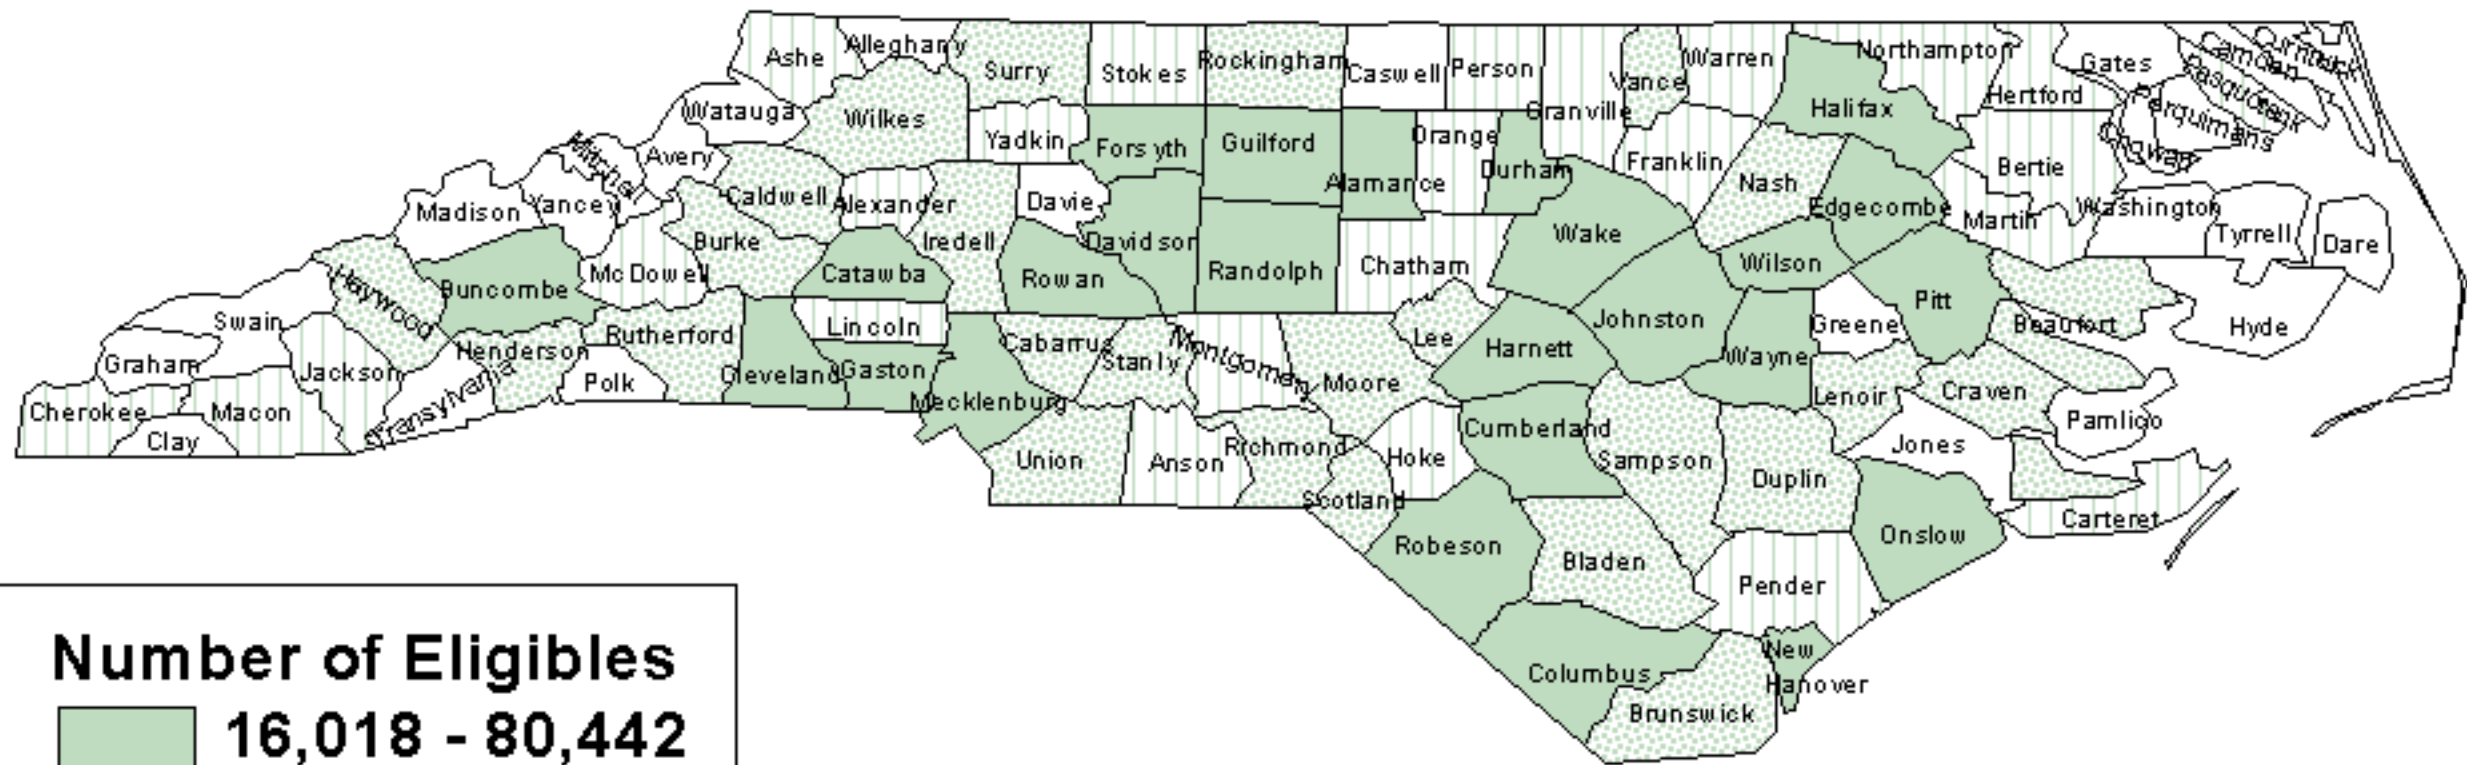 Ashe
Alleghany
Surry
Stokes
Rockingham
Caswell
Person
Granville
Vance
Warren
Northampton
Hertford
Gates
Camden
Currituck
Pasquotank
Perquimans
Chowan
Watauga
Wilkes
Yadkin
Forsyth
Guilford
Alamance
Orange
Durham
Franklin
Halifax
Bertie
Mitchell
Avery
Caldwell
Alexander
Davie
Nash
Edgecombe
Martin
Washington
Tyrrell
Dare
Madison
Yancey
Burke
Iredell
Davidson
Wake
Wilson
Haywood
Buncombe
McDowell
Catawba
Rowan
Randolph
Chatham
Pitt
Beaufort
Hyde
Swain
Rutherford
Lincoln
Cabarrus
Stanly
Montgomery
Lee
Harnett
Johnston
Wayne
Greene
Graham
Jackson
Henderson
Transylvania
Polk
Cleveland
Gaston
Mecklenburg
Moore
Lenoir
Craven
Pamlico
Cherokee
Clay
Macon
Union
Anson
Richmond
Scotland
Hoke
Cumberland
Sampson
Duplin
Jones
Onslow
Carteret
Robeson
Bladen
Pender
Columbus
Brunswick
New
Hanover
Number of Eligibles
16,018 - 80,442